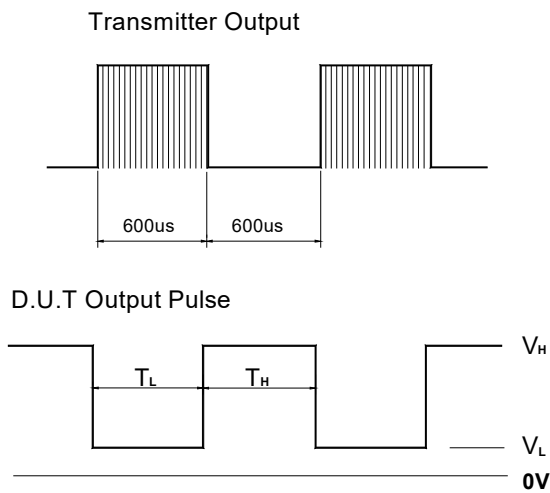 Transmitter Output
600us 600us
D.U.T Output Pulse
VH
TL TH
VL
0V